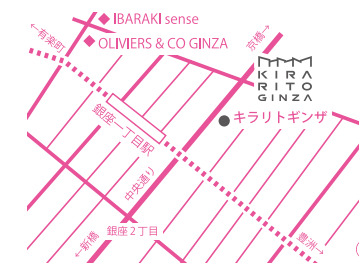 IBARAKI sense
OLIVIERS & CO GINZA
←有楽町
京橋→
KIRA
RITO
GINZA
キラリトギンザ
銀座一丁目駅
中央通り
銀座2丁目
←新橋
豊洲→